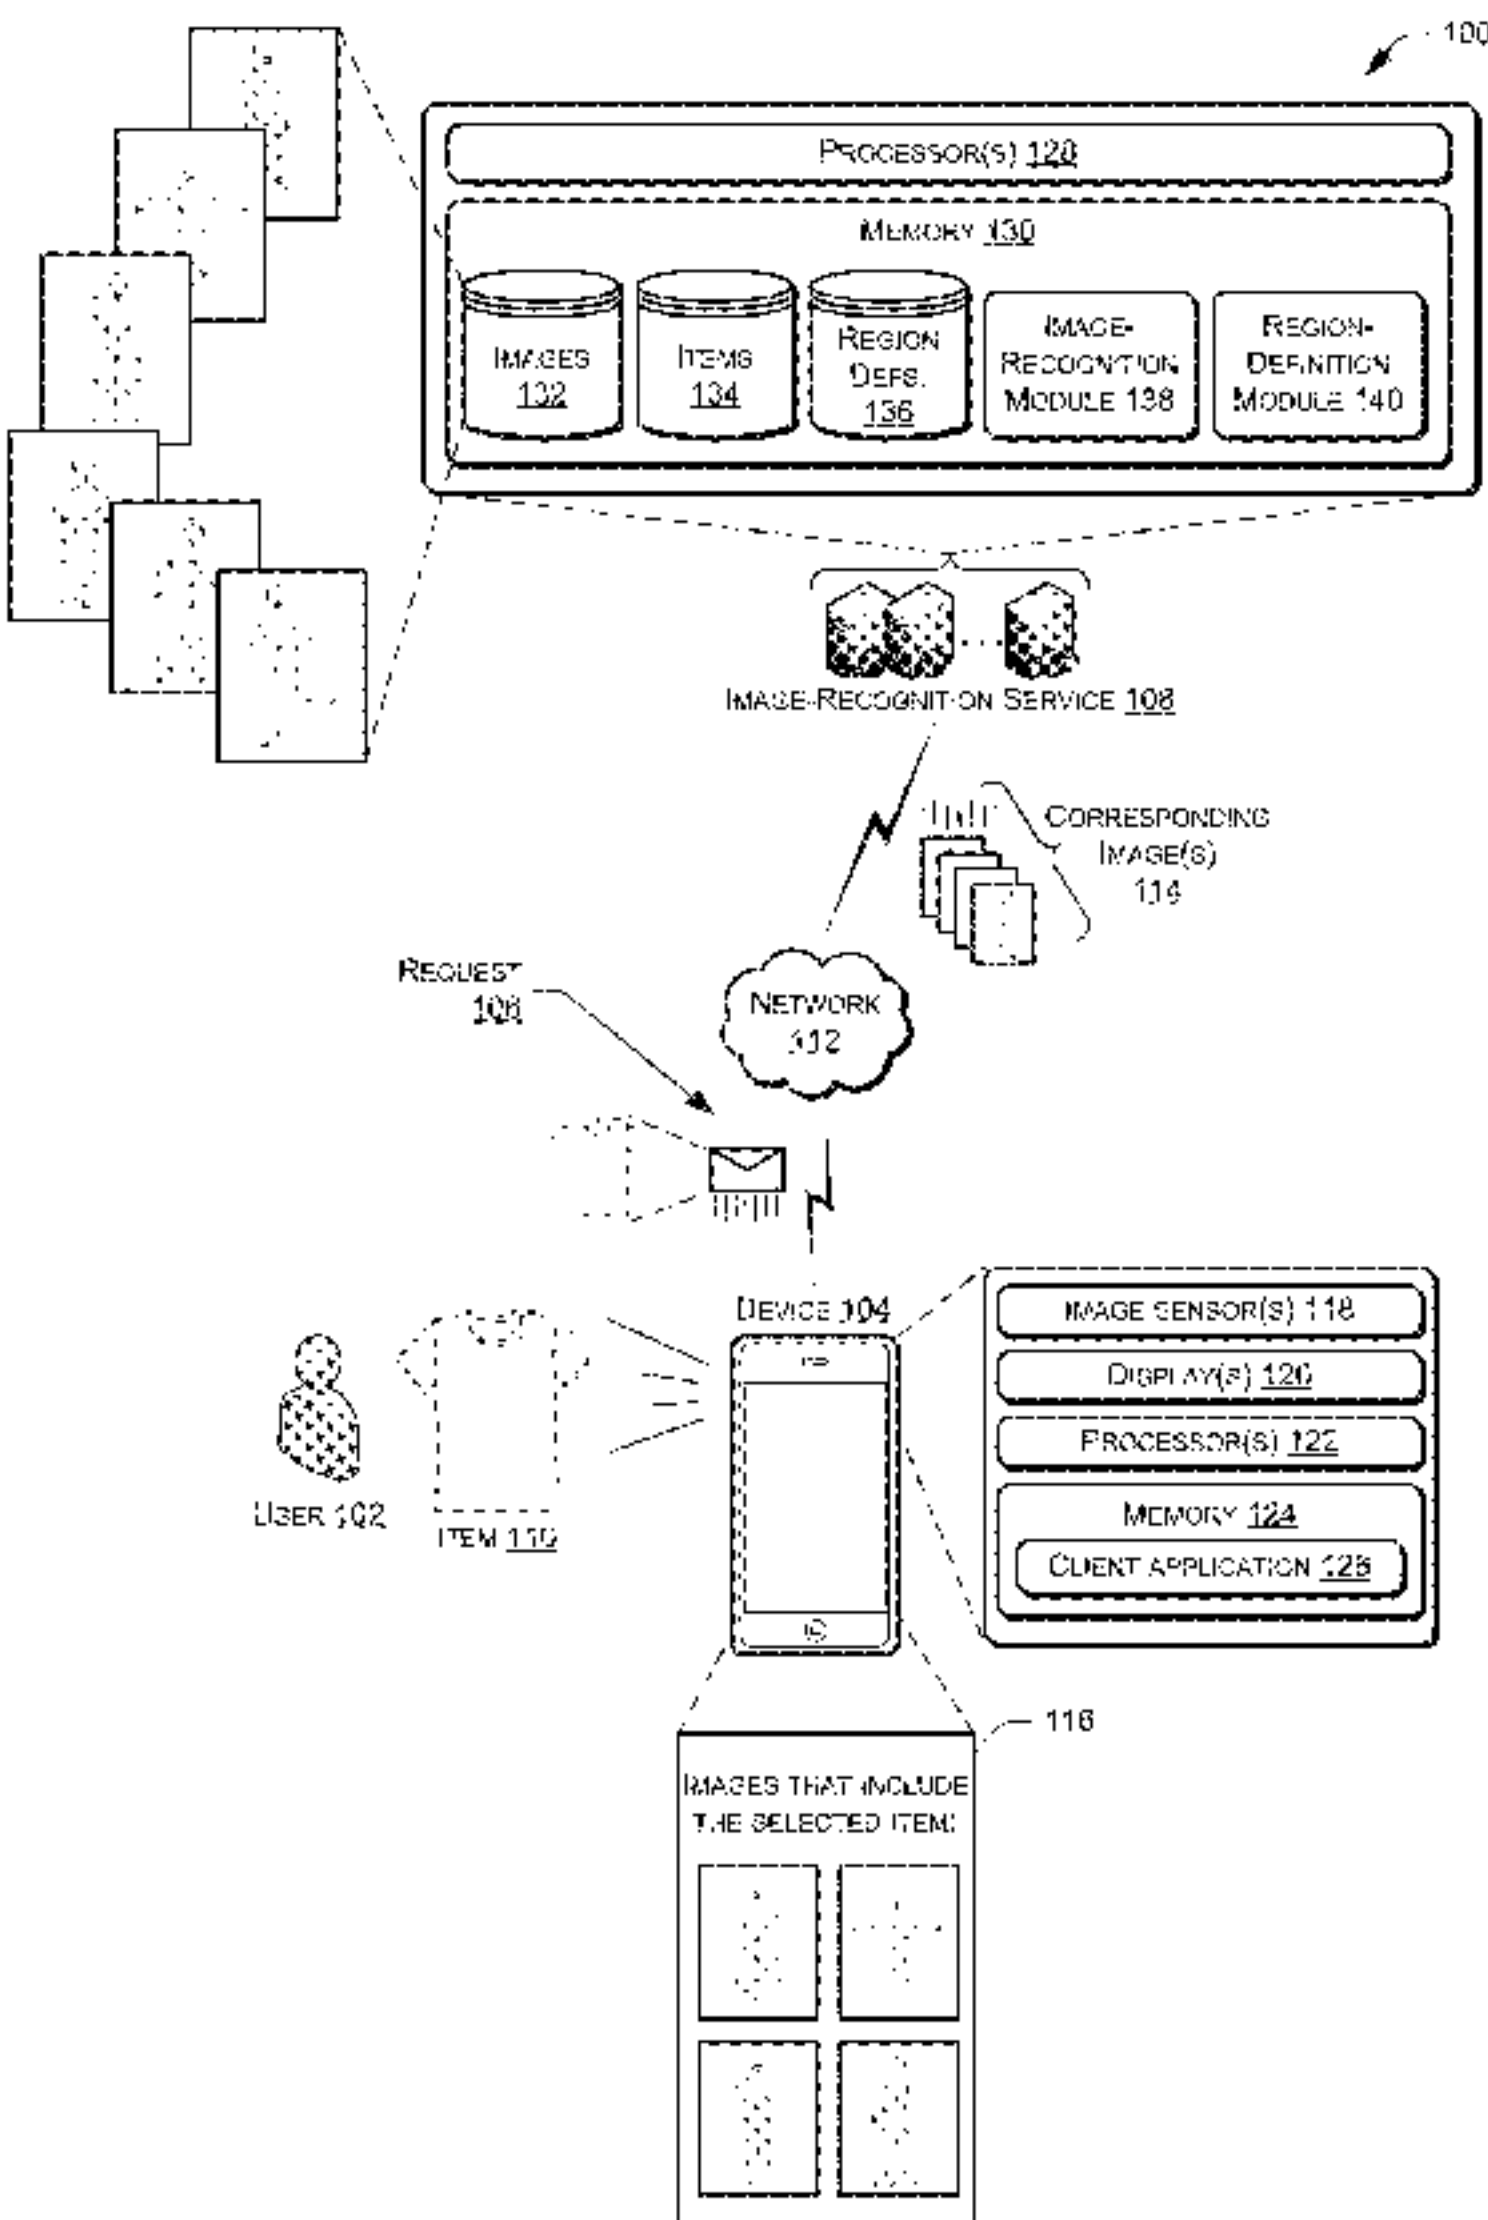 100
PROCESSOR(S) 128
MEMORY 130
IMAGES
132
ITEMS
134
REGION
DEFS.
136
IMAGE-
RECOGNITION
MODULE 138
REGION-
DEFINITION
MODULE 140
IMAGE-RECOGNITION SERVICE 108
CORRESPONDING
IMAGE(S)
114
REQUEST
106
NETWORK
112
DEVICE 104
IMAGE SENSOR(S) 118
DISPLAY(S) 120
PROCESSOR(S) 122
MEMORY 124
CLIENT APPLICATION 126
USER 102
ITEM 110
116
IMAGES THAT INCLUDE
THE SELECTED ITEM: